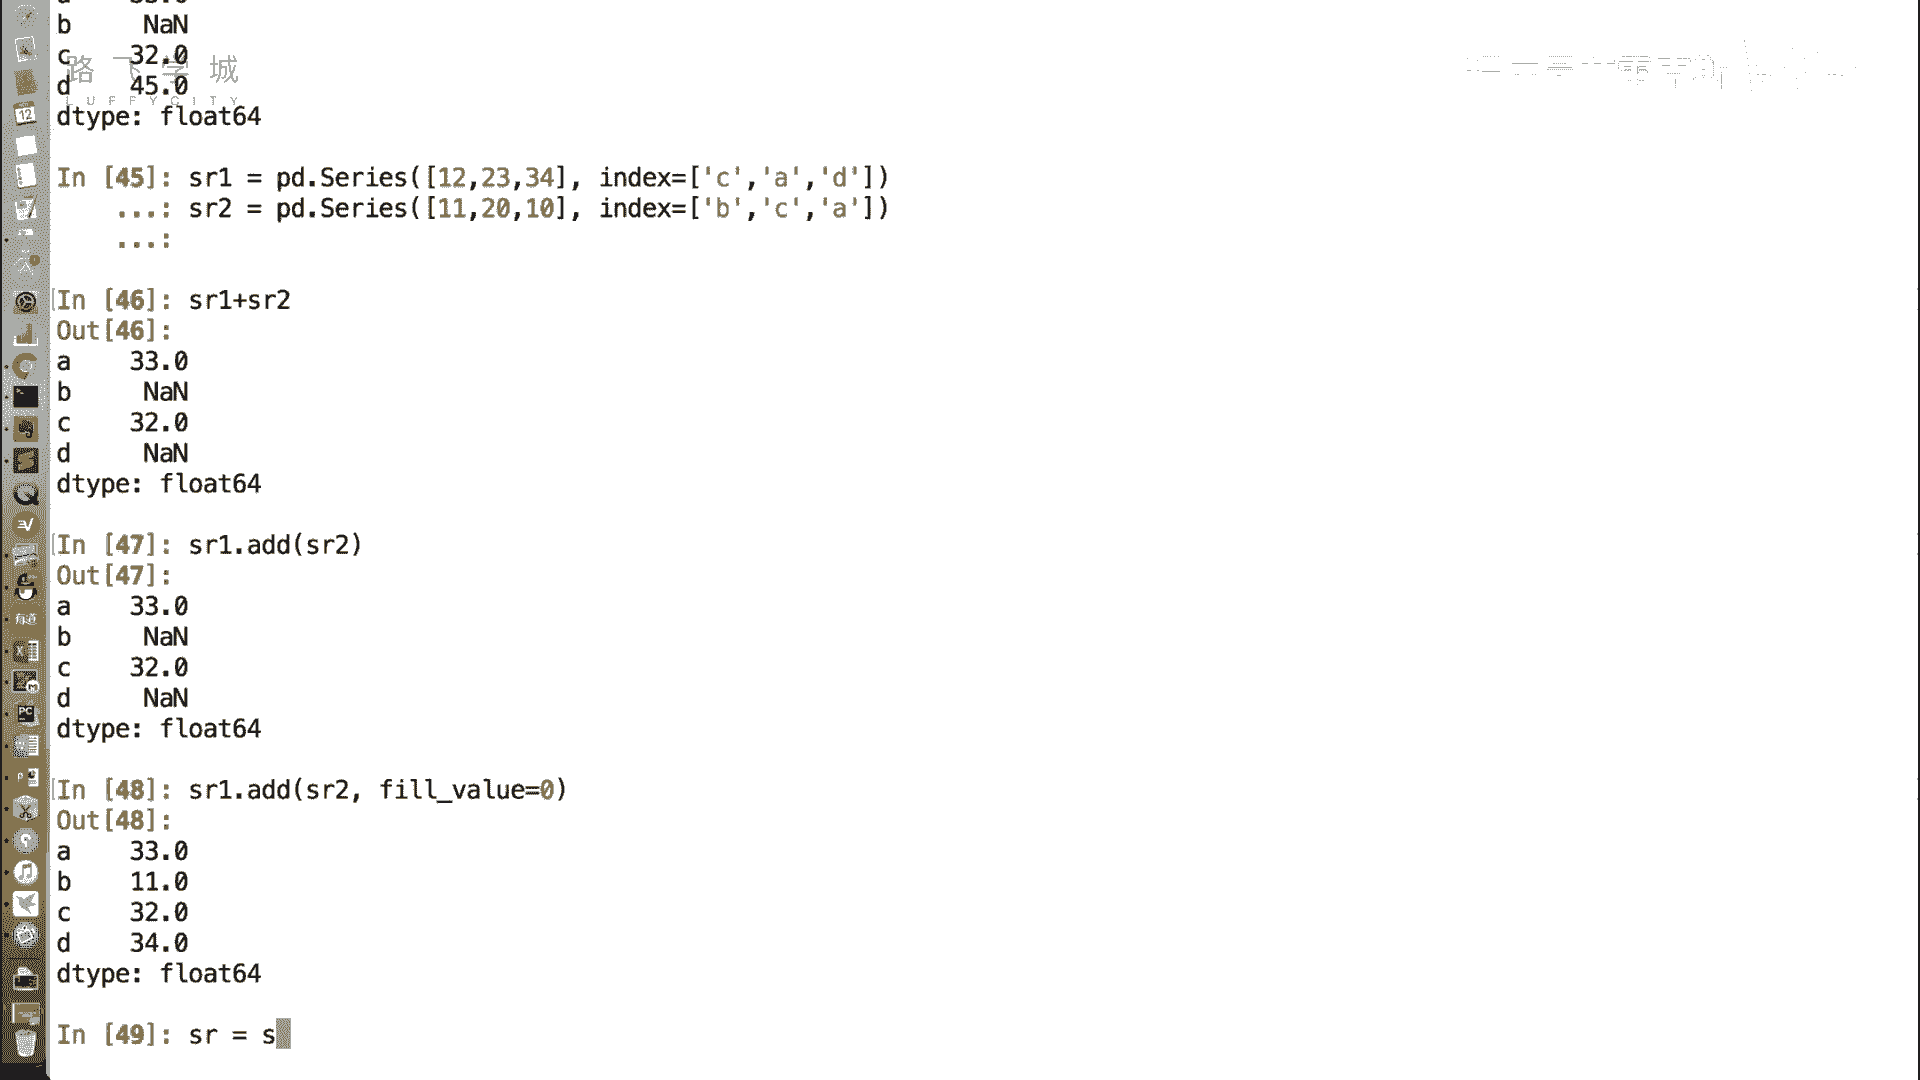 b     NaN
c    32.0
d    45.0
dtype: float64
路飞学城
LUFFYCITY
In [45]: sr1 = pd.Series([12,23,34], index=['c','a','d'])
    ...: sr2 = pd.Series([11,20,10], index=['b','c','a'])
    ...:
In [46]: sr1+sr2
Out[46]:
a    33.0
b     NaN
c    32.0
d     NaN
dtype: float64
In [47]: sr1.add(sr2)
Out[47]:
a    33.0
b     NaN
c    32.0
d     NaN
dtype: float64
In [48]: sr1.add(sr2, fill_value=0)
Out[48]:
a    33.0
b    11.0
c    32.0
d    34.0
dtype: float64
In [49]: sr = s